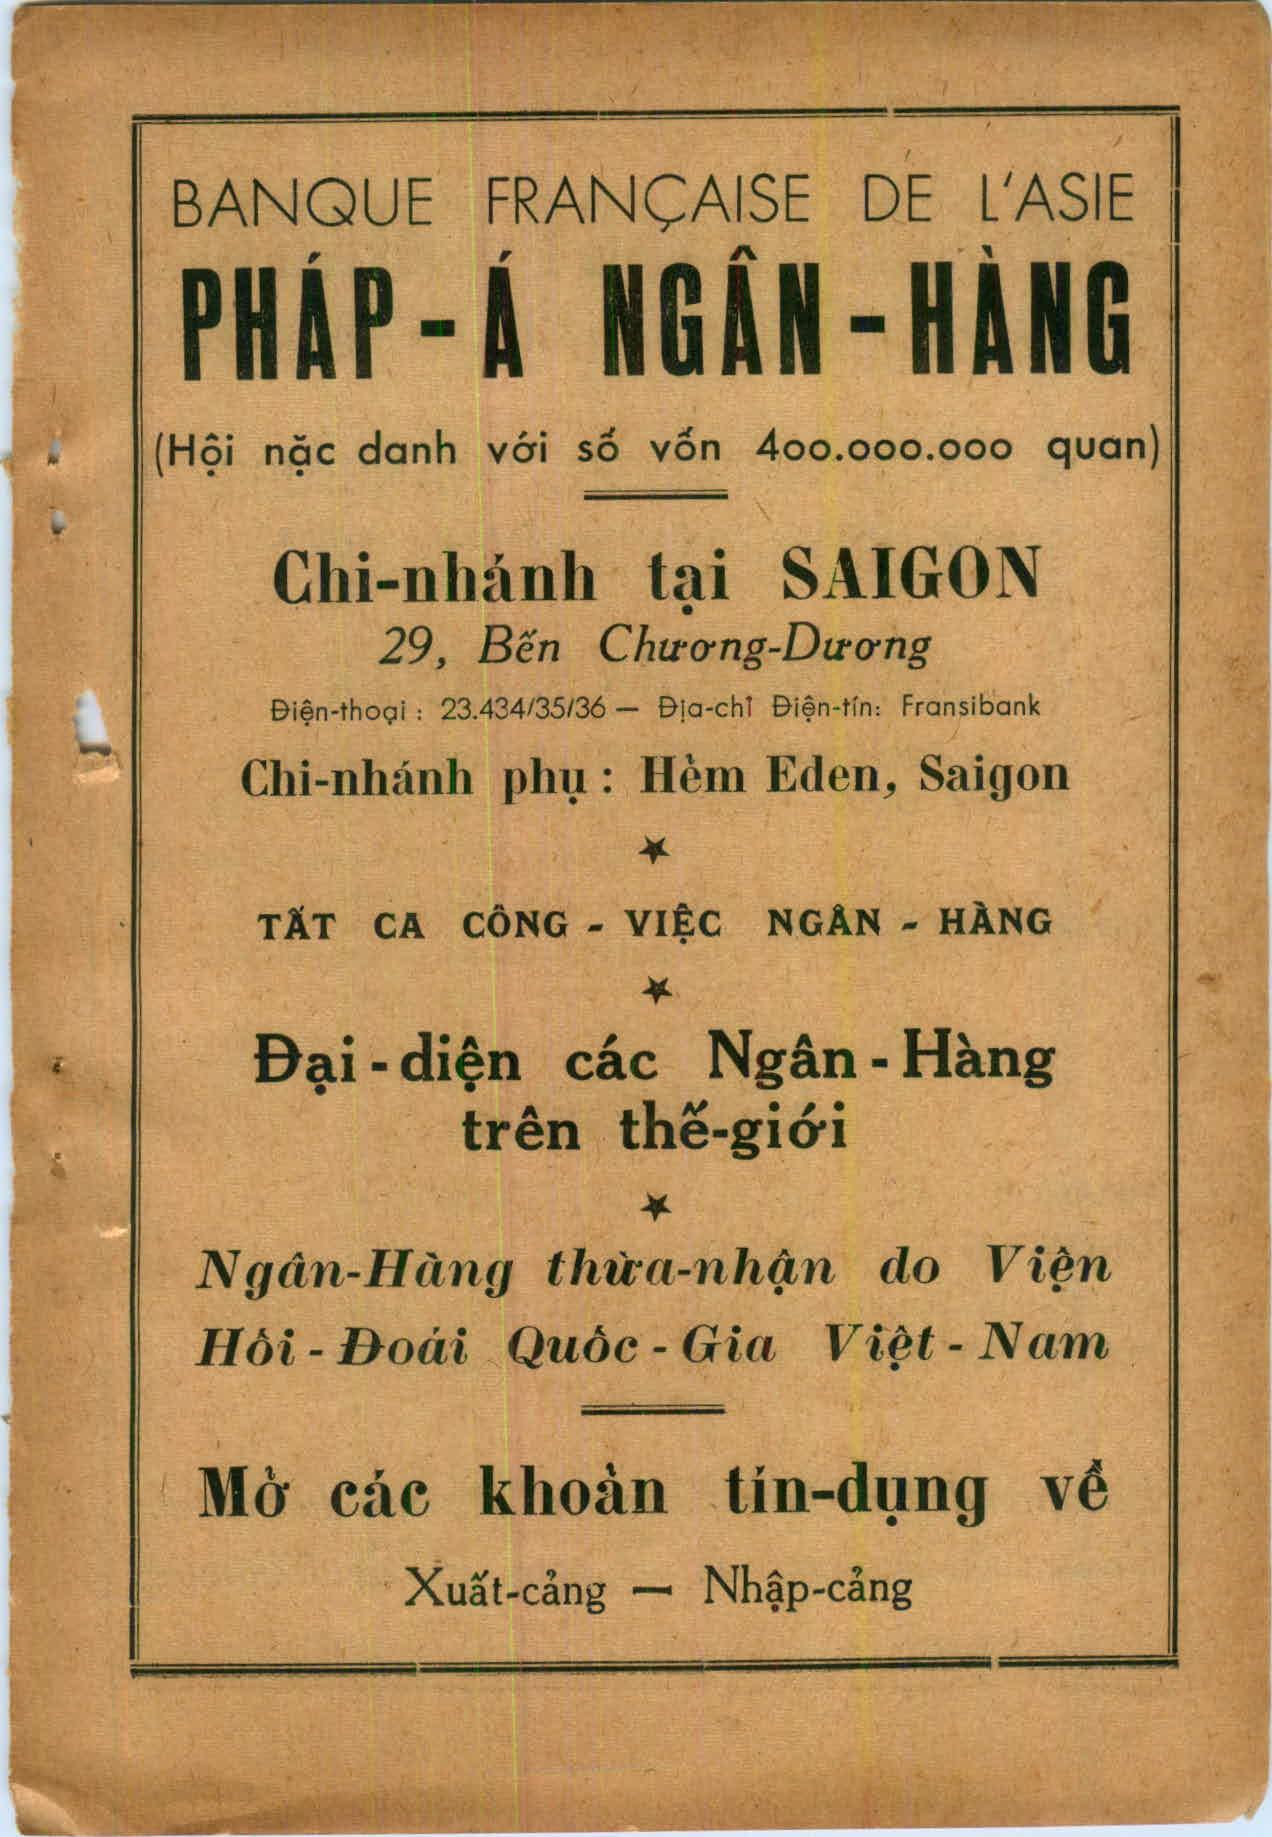 BANQUE FRANÇAISE DE L'ASIE
PHÁP - Á NGÂN - HÀNG
(Hội nặc danh với số vốn 400.000.000 quan)
Chi-nhánh tại SAIGON
29, Bến Chương-Dương
Điện-thoại : 23.434/35/36 — Địa-chỉ Điện-tín: Fransibank
Chi-nhánh phụ : Hẻm Eden, Saigon
TẤT CA CÔNG - VIỆC NGÂN - HÀNG
Đại - diện các Ngân - Hàng
trên thế-giới
Ngân-Hàng thừa-nhận do Viện
Hối - Đoái Quốc - Gia Việt - Nam
Mở các khoản tín-dụng về
Xuất-cảng — Nhập-cảng